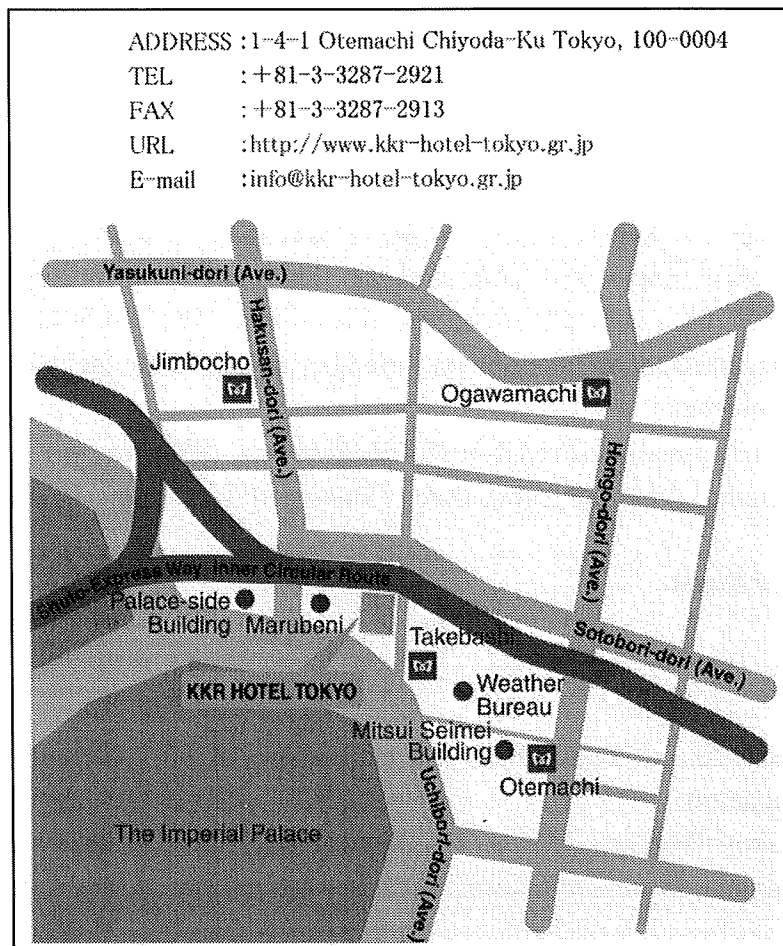 ADDRESS :1-4-1 Otemachi Chiyoda-Ku Tokyo, 100-0004
TEL :+81-3-3287-2921
FAX :+81-3-3287-2913
URL :http://www.kkr-hotel-tokyo.gr.jp
E-mail :info@kkr-hotel-tokyo.gr.jp
Yasukuni-dori (Ave.)
Hakusan-dori (Ave.)
Jimbocho
Ogawamachi
Hongo-dori (Ave.)
Shuto Express Way Inner Circular Route
Palace-side
Building
Marubeni
Takebashi
Sotobori-dori (Ave.)
KKR HOTEL TOKYO
Weather
Bureau
Mitsui Seimei
Building
Otemachi
Uchibori-dori (Ave.)
The Imperial Palace